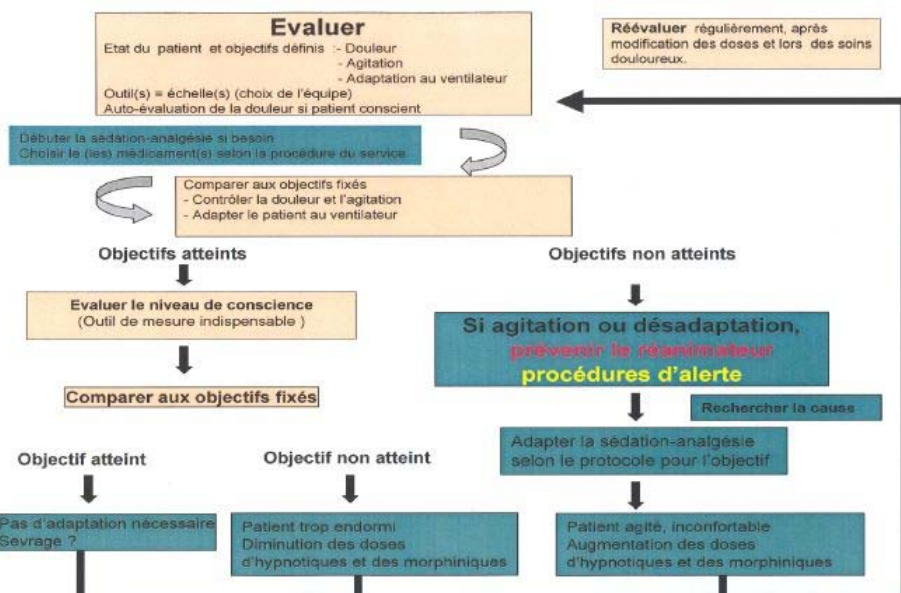 Evaluer
Etat du patient et objectifs définis :- Douleur
- Agitation
- Adaptation au ventilateur
Outil(s) = échelle(s) (choix de l'équipe)
Auto-évaluation de la douleur si patient conscient
Réévaluer régulièrement, après
modification des doses et lors des soins
douloureux.
Débuter la sédation-analgésie si besoin
Choisir le (les) médicament(s) selon la procédure du service
Comparer aux objectifs fixés
- Contrôler la douleur et l'agitation
- Adapter le patient au ventilateur
Objectifs atteints
Objectifs non atteints
Evaluer le niveau de conscience
(Outil de mesure indispensable )
Si agitation ou désadaptation,
prévenir le réanimateur
procédures d'alerte
Comparer aux objectifs fixés
Rechercher la cause
Adapter la sédation-analgésie
selon le protocole pour l'objectif
Objectif atteint
Objectif non atteint
Pas d'adaptation nécessaire
Sevrage ?
Patient trop endormi
Diminution des doses
d'hypnotiques et des morphiniques
Patient agité, inconfortable
Augmentation des doses
d'hypnotiques et des morphiniques